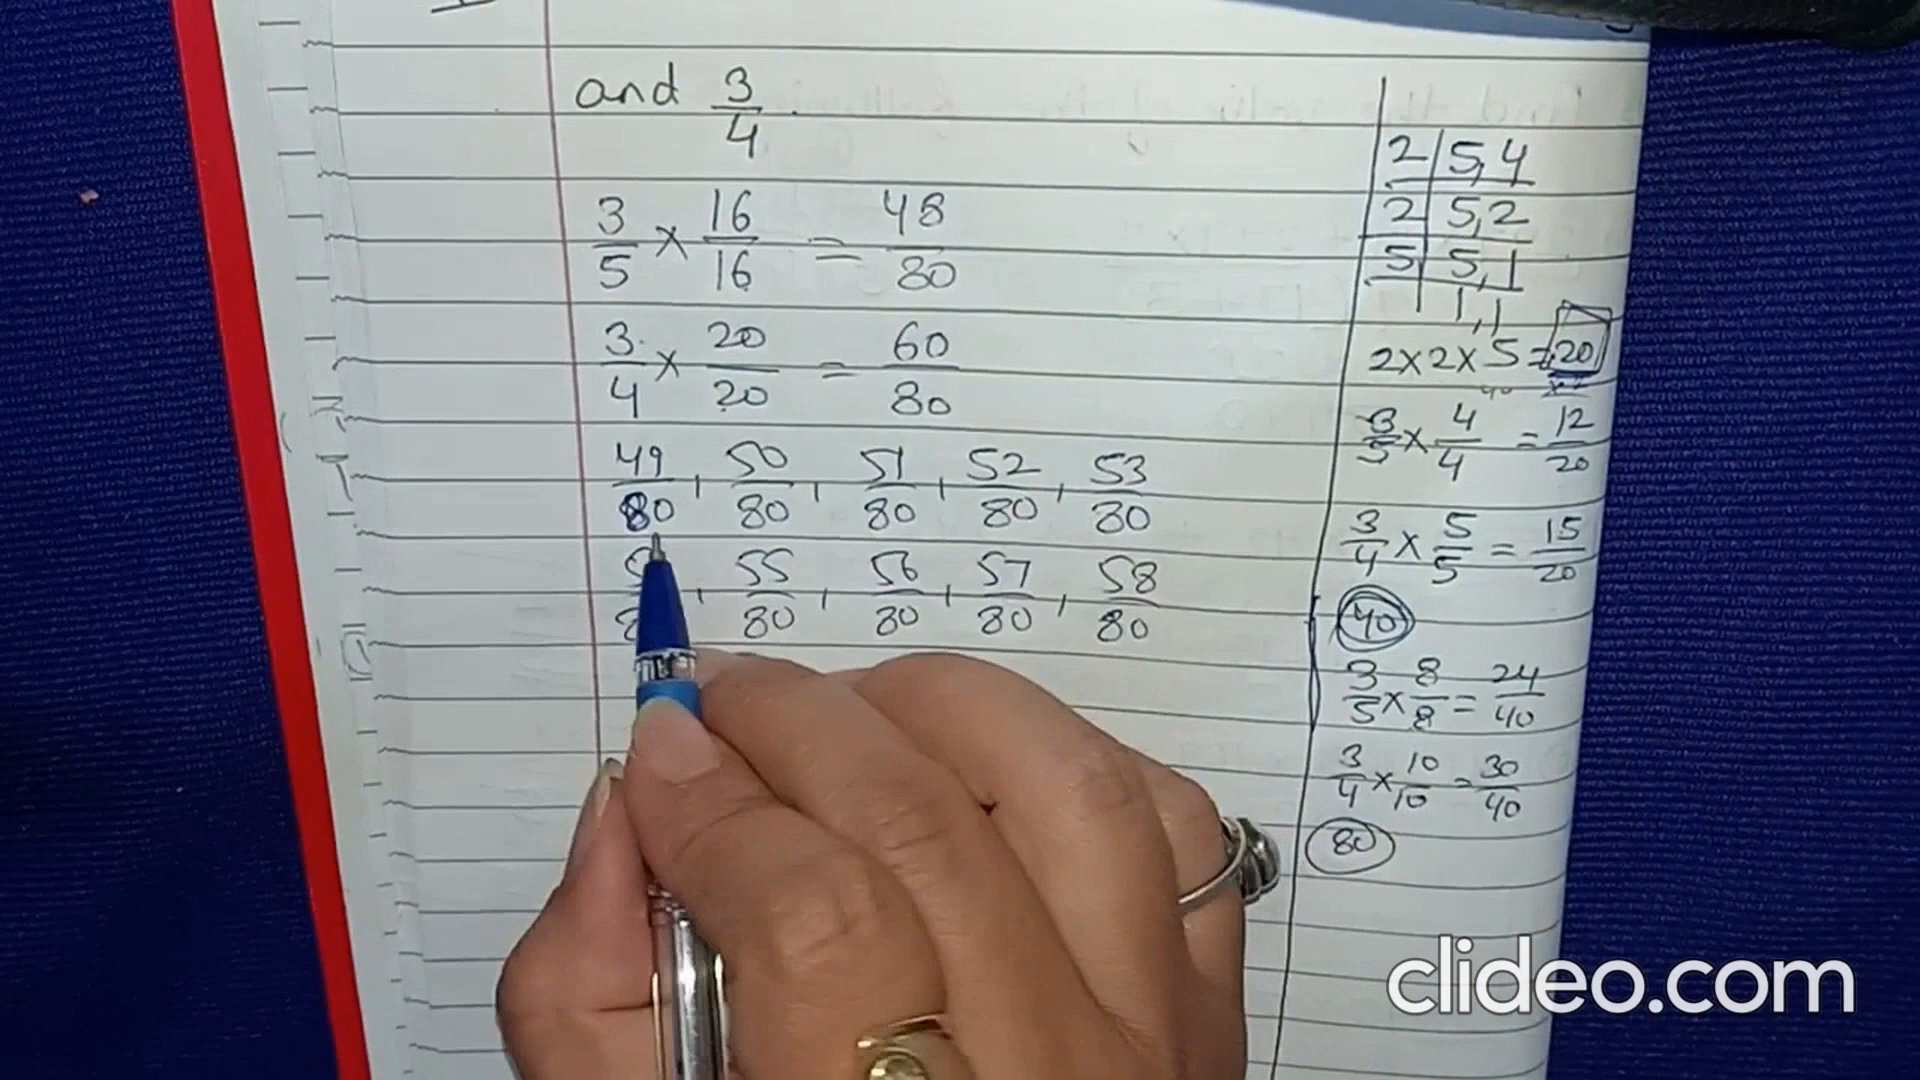 and 3/4
3/5 × 16/16 = 48/80
3/4 × 20/20 = 60/80
49/80, 50/80, 51/80, 52/80, 53/80
55/80, 56/80, 57/80, 58/80
2 | 5, 4
2 | 5, 2
5 | 5, 1
1, 1
2 × 2 × 5 = 20
3/5 × 4/4 = 12/20
3/4 × 5/5 = 15/20
40
3/5 × 8/8 = 24/40
3/4 × 10/10 = 30/40
80
clideo.com